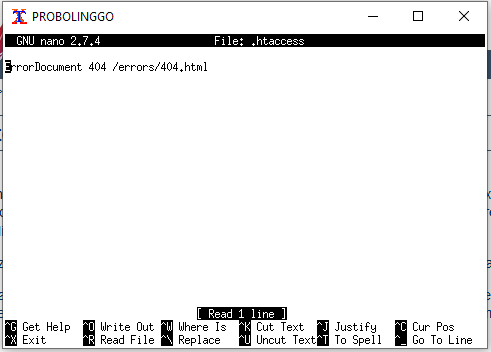 PROBOLINGGO
GNU nano 2.7.4 File: .htaccess
ErrorDocument 404 /errors/404.html
[ Read 1 line ]
^G Get Help ^O Write Out ^W Where Is ^K Cut Text ^J Justify ^C Cur Pos
^X Exit ^R Read File ^\ Replace ^U Uncut Text ^T To Spell ^_ Go To Line